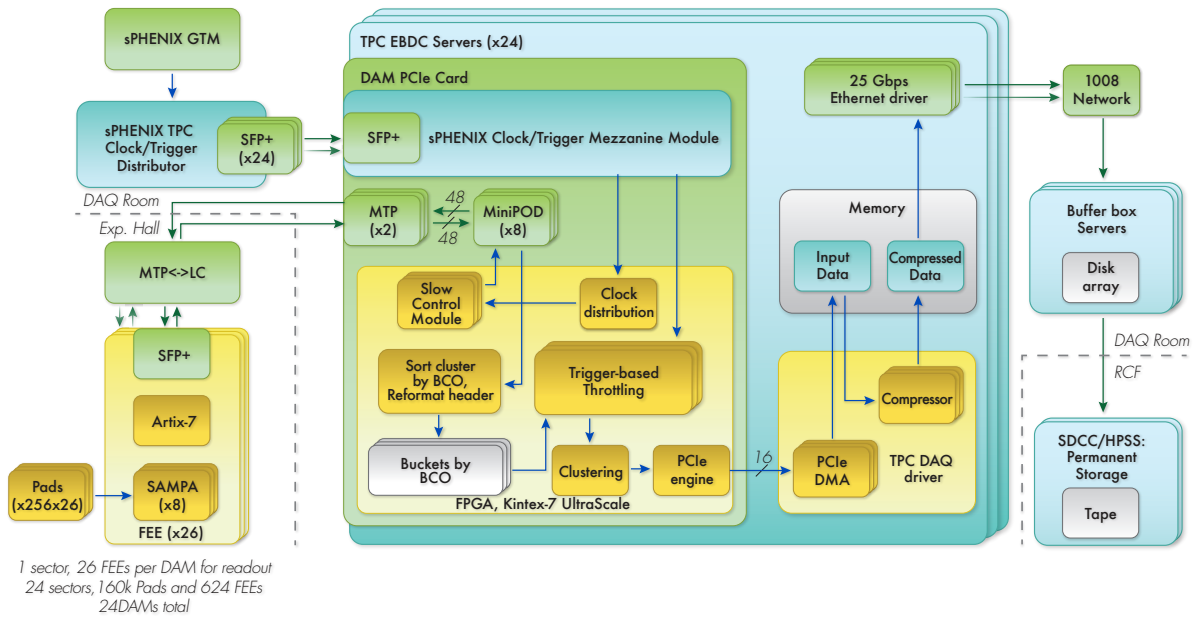 sPHENIX GTM
sPHENIX TPC
Clock/Trigger
Distributor
SFP+
(x24)
DAQ Room
Exp. Hall
MTP<->LC
SFP+
Artix-7
Pads
(x256x26)
SAMPA
(x8)
FEE (x26)
1 sector, 26 FEEs per DAM for readout
24 sectors,160k Pads and 624 FEEs
24DAMs total
TPC EBDC Servers (x24)
DAM PCIe Card
SFP+
sPHENIX Clock/Trigger Mezzanine Module
MTP
(x2)
48
48
MiniPOD
(x8)
Slow
Control
Module
Clock
distribution
Sort cluster
by BCO,
Reformat header
Trigger-based
Throttling
Buckets by
BCO
Clustering
PCIe
engine
FPGA, Kintex-7 UltraScale
16
25 Gbps
Ethernet driver
Memory
Input
Data
Compressed
Data
Compressor
PCIe
DMA
TPC DAQ
driver
1008
Network
Buffer box
Servers
Disk
array
DAQ Room
RCF
SDCC/HPSS:
Permanent
Storage
Tape